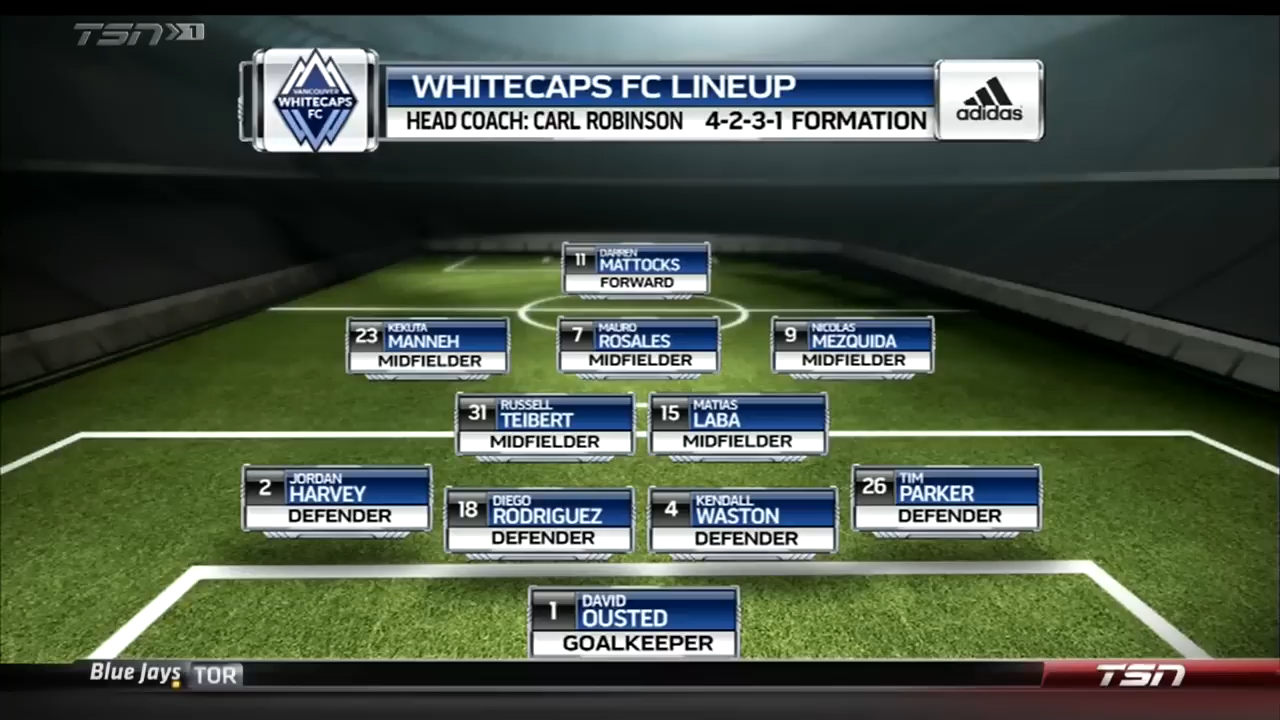 TSN 1
VANCOUVER
WHITECAPS
FC
WHITECAPS FC LINEUP
HEAD COACH: CARL ROBINSON 4-2-3-1 FORMATION
adidas
11 DARREN
MATTOCKS
FORWARD
23 KEKUTA
MANNEH
MIDFIELDER
7 MAURO
ROSALES
MIDFIELDER
9 NICOLAS
MEZQUIDA
MIDFIELDER
31 RUSSELL
TEIBERT
MIDFIELDER
15 MATIAS
LABA
MIDFIELDER
2 JORDAN
HARVEY
DEFENDER
18 DIEGO
RODRIGUEZ
DEFENDER
4 KENDALL
WASTON
DEFENDER
26 TIM
PARKER
DEFENDER
1 DAVID
OUSTED
GOALKEEPER
Blue Jays TOR
TSN